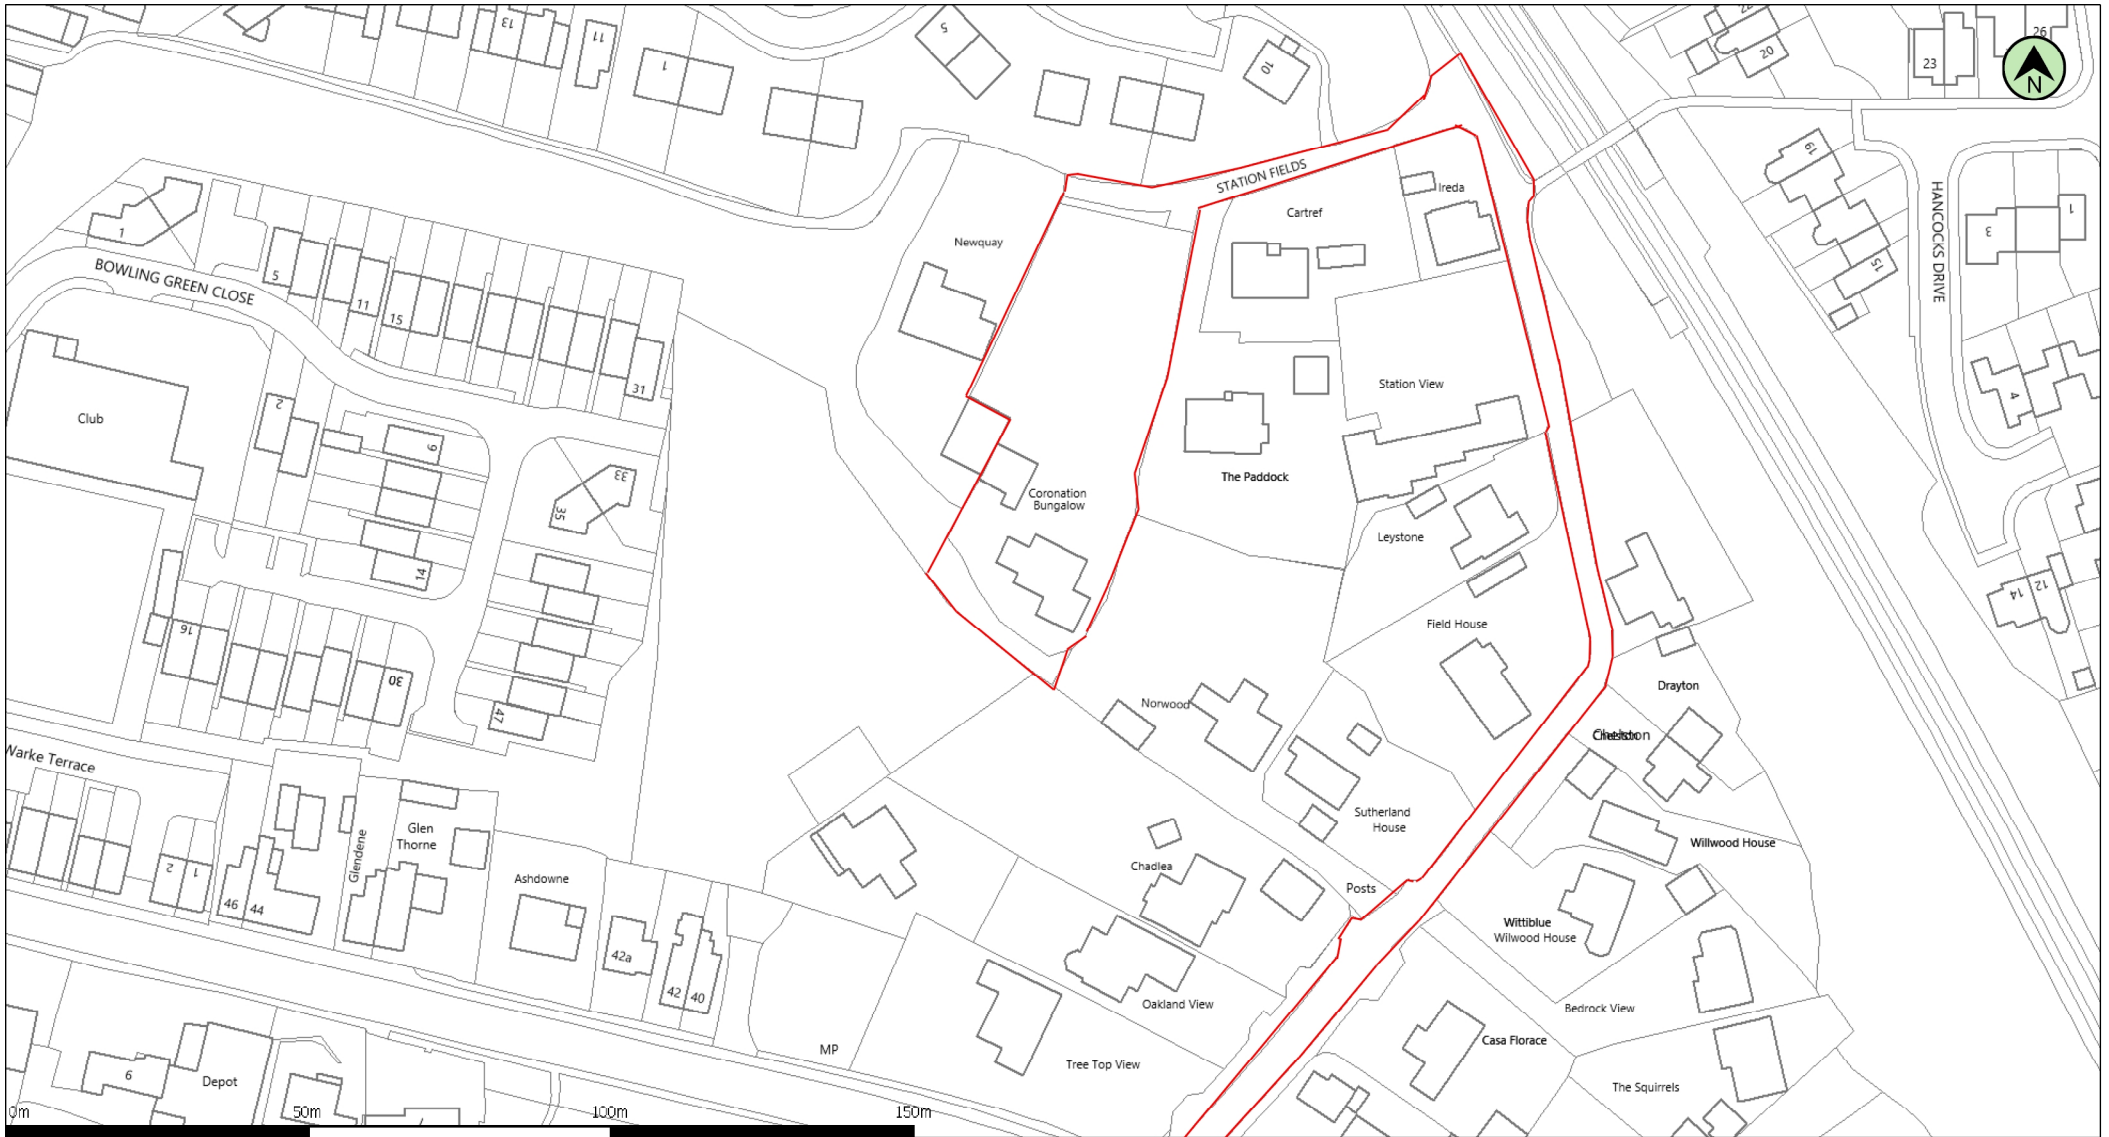 13
11
1
5
10
22
20
23
26
N
STATION FIELDS
Ireda
Cartref
19
HANCOCKS DRIVE
1
3
15
Newquay
1
BOWLING GREEN CLOSE
5
11
15
31
Club
2
9
33
35
14
Station View
4
The Paddock
Coronation
Bungalow
Leystone
12
14
16
30
47
Field House
Norwood
Drayton
Chelston
Warke Terrace
Sutherland
House
Willwood House
Glendene
Glen
Thorne
2
1
46
44
Ashdowne
Chadlea
Posts
Wittiblue
Wilwood House
42a
42
40
Oakland View
Bedrock View
MP
Tree Top View
Casa Florace
The Squirrels
6
Depot
7
0m
50m
100m
150m